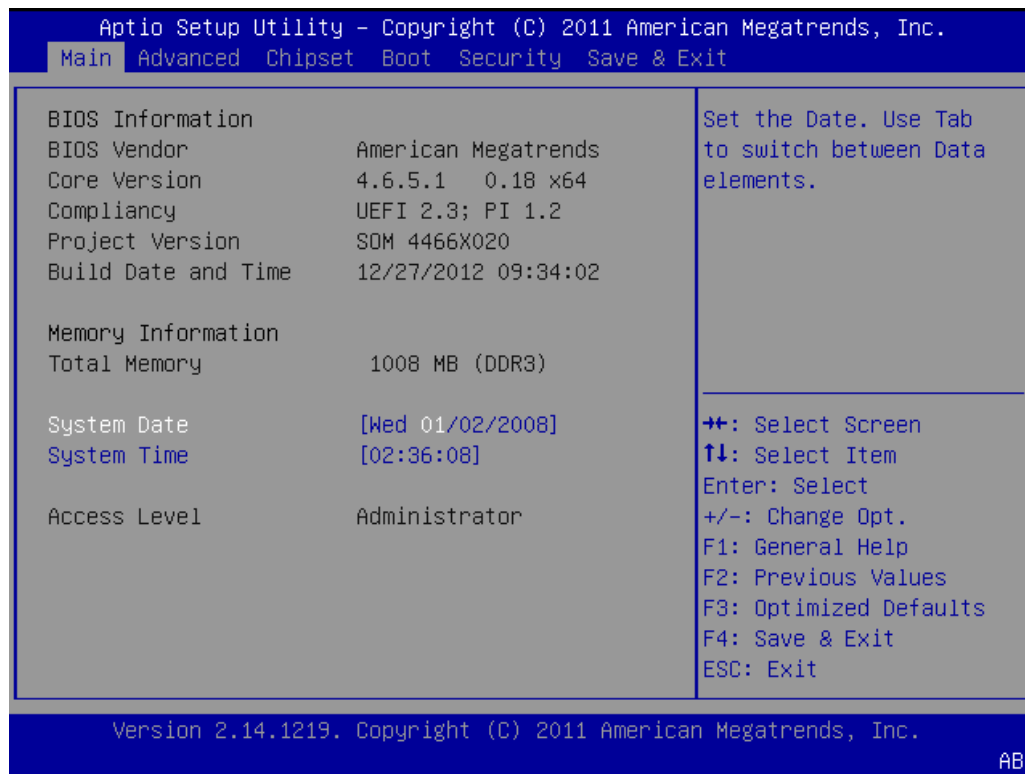 Aptio Setup Utility – Copyright (C) 2011 American Megatrends, Inc.
Main Advanced Chipset Boot Security Save & Exit
BIOS Information
BIOS Vendor American Megatrends
Core Version 4.6.5.1 0.18 x64
Compliancy UEFI 2.3; PI 1.2
Project Version SOM 4466X020
Build Date and Time 12/27/2012 09:34:02
Memory Information
Total Memory 1008 MB (DDR3)
System Date [Wed 01/02/2008]
System Time [02:36:08]
Access Level Administrator
Set the Date. Use Tab
to switch between Data
elements.
→←: Select Screen
↑↓: Select Item
Enter: Select
+/-: Change Opt.
F1: General Help
F2: Previous Values
F3: Optimized Defaults
F4: Save & Exit
ESC: Exit
Version 2.14.1219. Copyright (C) 2011 American Megatrends, Inc.
AB